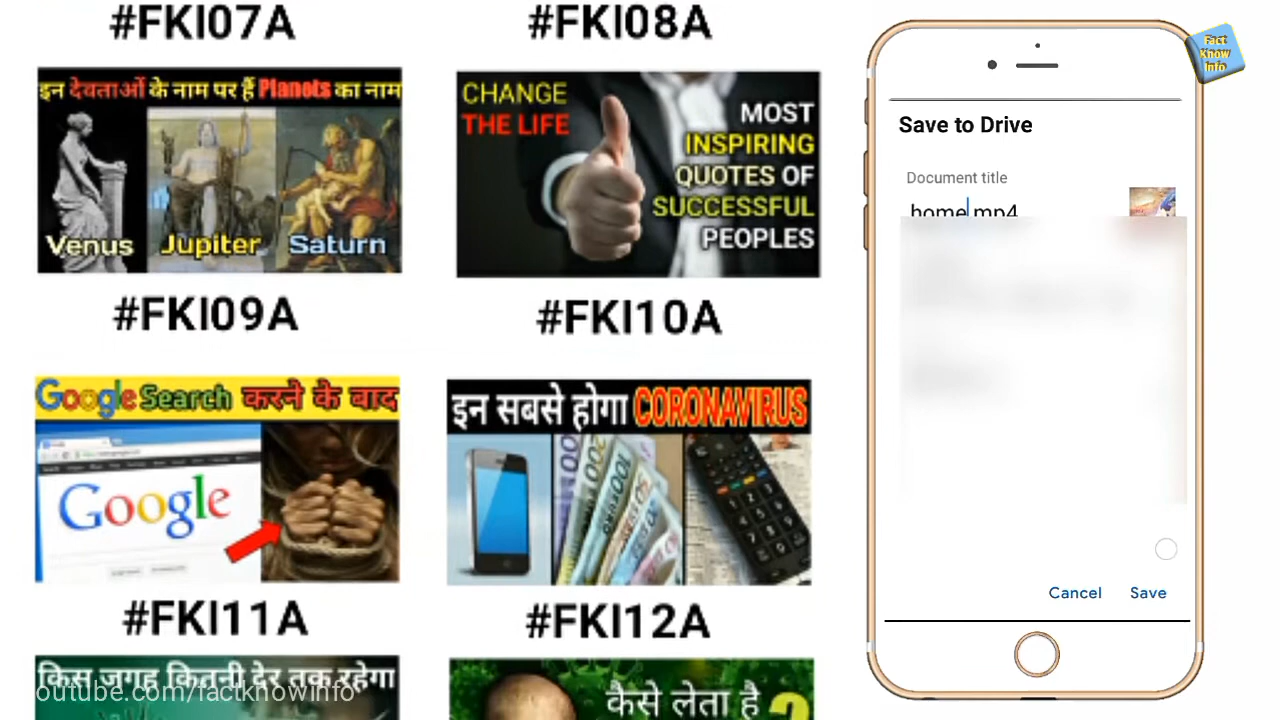 #FKI07A
#FKI08A
इन देवताओं के नाम पर हैं Planets का नाम
Venus Jupiter Saturn
CHANGE
THE LIFE
MOST
INSPIRING
QUOTES OF
SUCCESSFUL
PEOPLES
#FKI09A
#FKI10A
Google Search करने के बाद
Google
इन सबसे होगा CORONAVIRUS
#FKI11A
#FKI12A
किस जगह कितनी देर तक रहेगा
outube.com/factknowinfo
कैसे लेता है ?
Fact
Know
Info
Save to Drive
Document title
home.mp4
Cancel Save